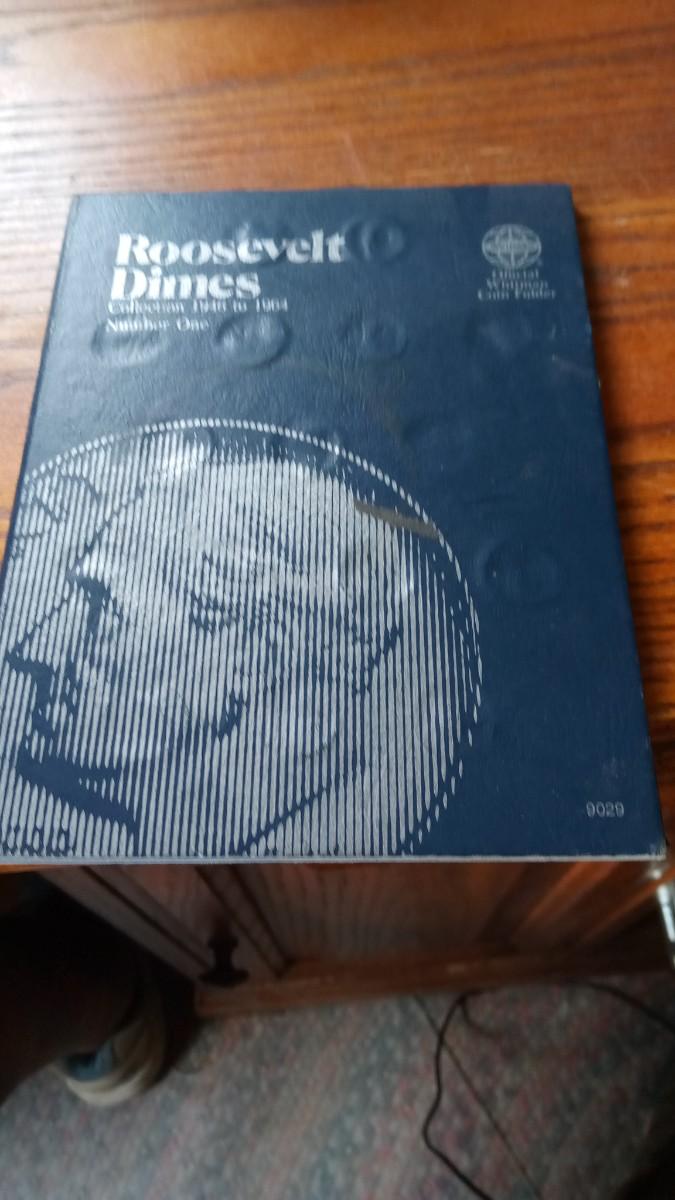 Roosevelt
Dimes
Collection 1946 to 1964
Number One
Official
Whitman
Coin Folder
9029